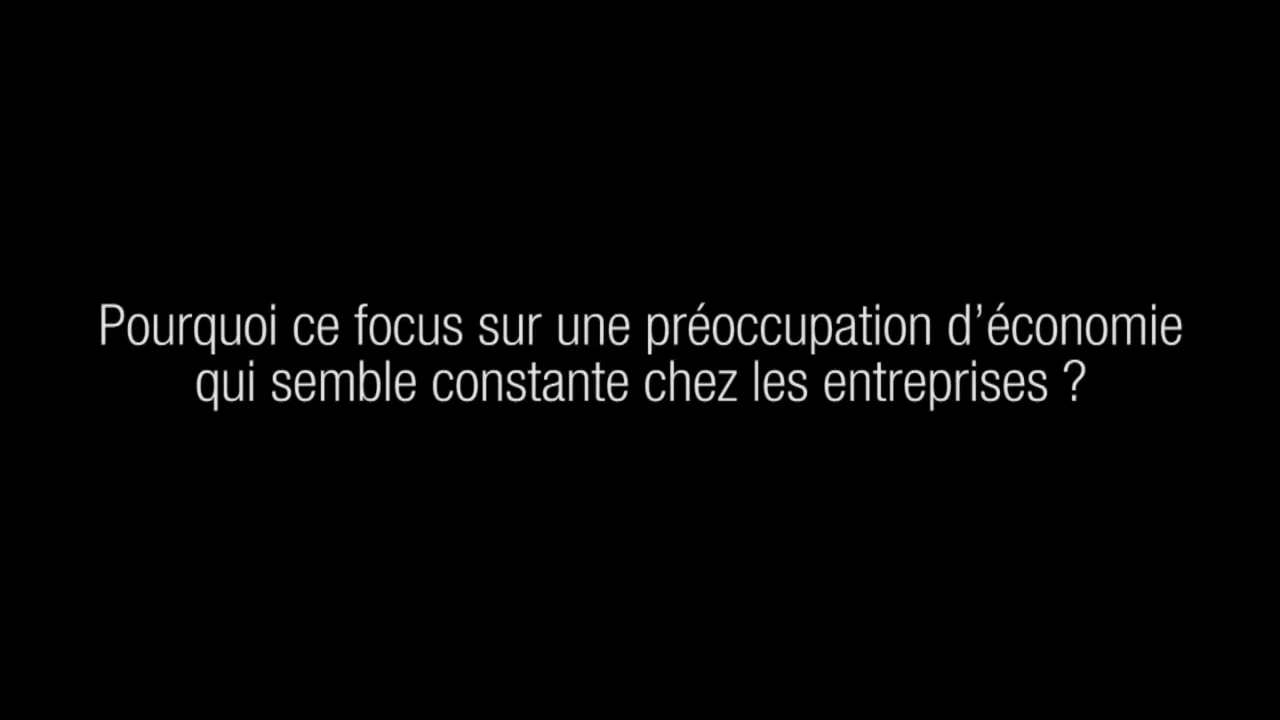 Pourquoi ce focus sur une préoccupation d’économie
qui semble constante chez les entreprises ?